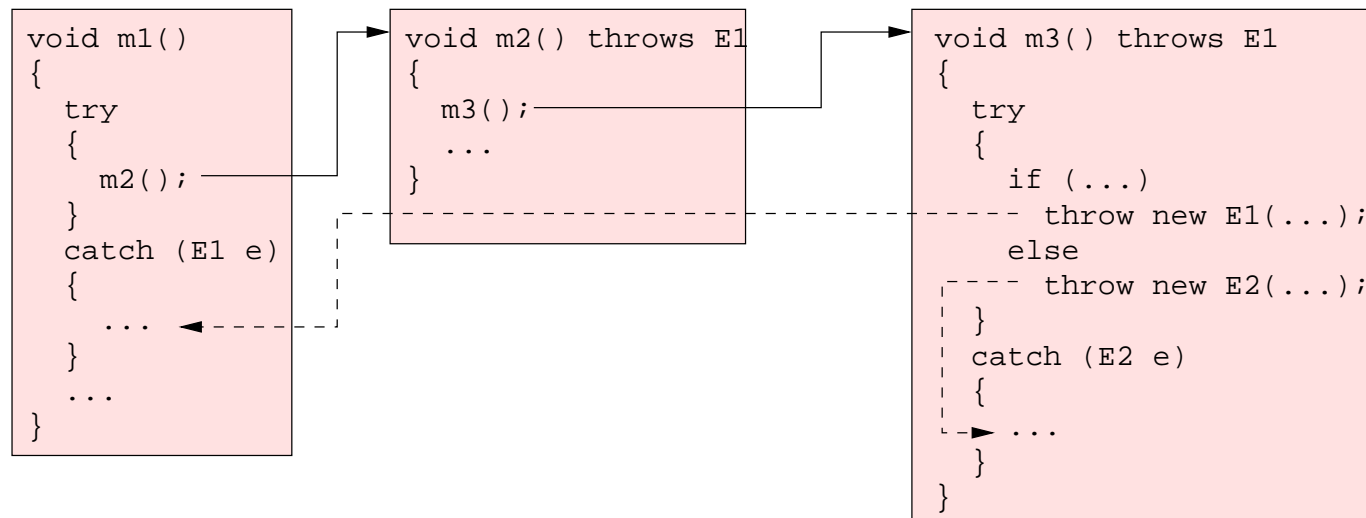 void m1()
{
  try
  {
    m2();
  }
  catch (E1 e)
  {
    ...
  }
  ...
}
void m2() throws E1
{
  m3();
  ...
}
void m3() throws E1
{
  try
  {
    if (...)
      throw new E1(...);
    else
      throw new E2(...);
  }
  catch (E2 e)
  {
    ...
  }
}